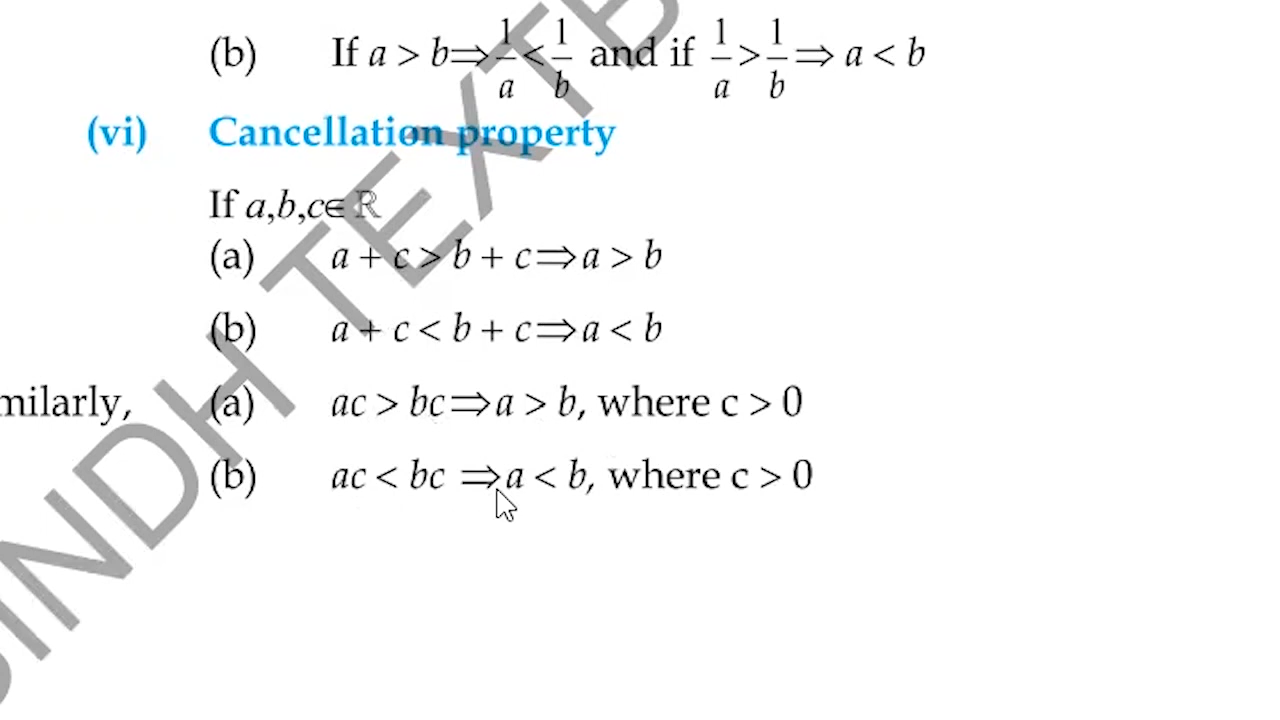 (b) If a > b⇒1/a<1/b and if 1/a>1/b⇒a < b
(vi) Cancellation property
If a,b,c∈ ℝ
(a) a + c > b + c⇒a > b
(b) a + c < b + c⇒a < b
milarly, (a) ac > bc⇒a > b, where c > 0
(b) ac < bc ⇒a < b, where c > 0
INDH TEXTB